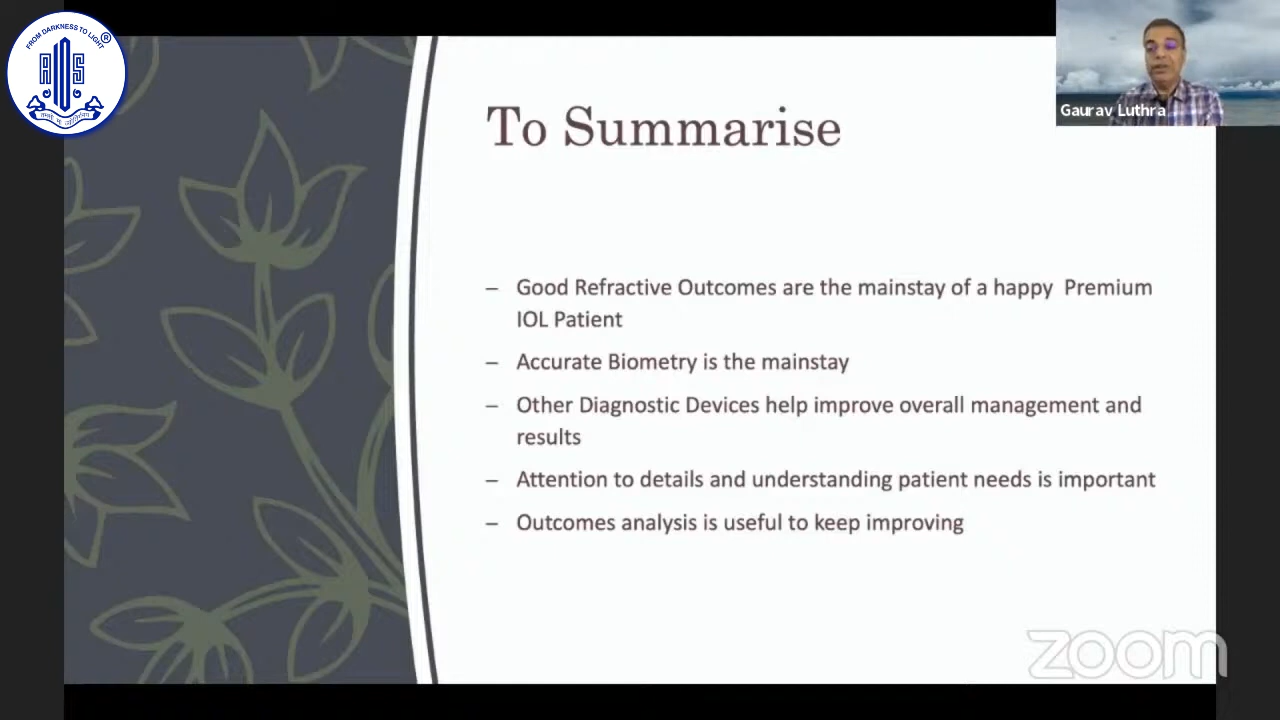 FROM DARKNESS TO LIGHT
AIOS
Gaurav Luthra
To Summarise
– Good Refractive Outcomes are the mainstay of a happy Premium
IOL Patient
– Accurate Biometry is the mainstay
– Other Diagnostic Devices help improve overall management and
results
– Attention to details and understanding patient needs is important
– Outcomes analysis is useful to keep improving
zoom